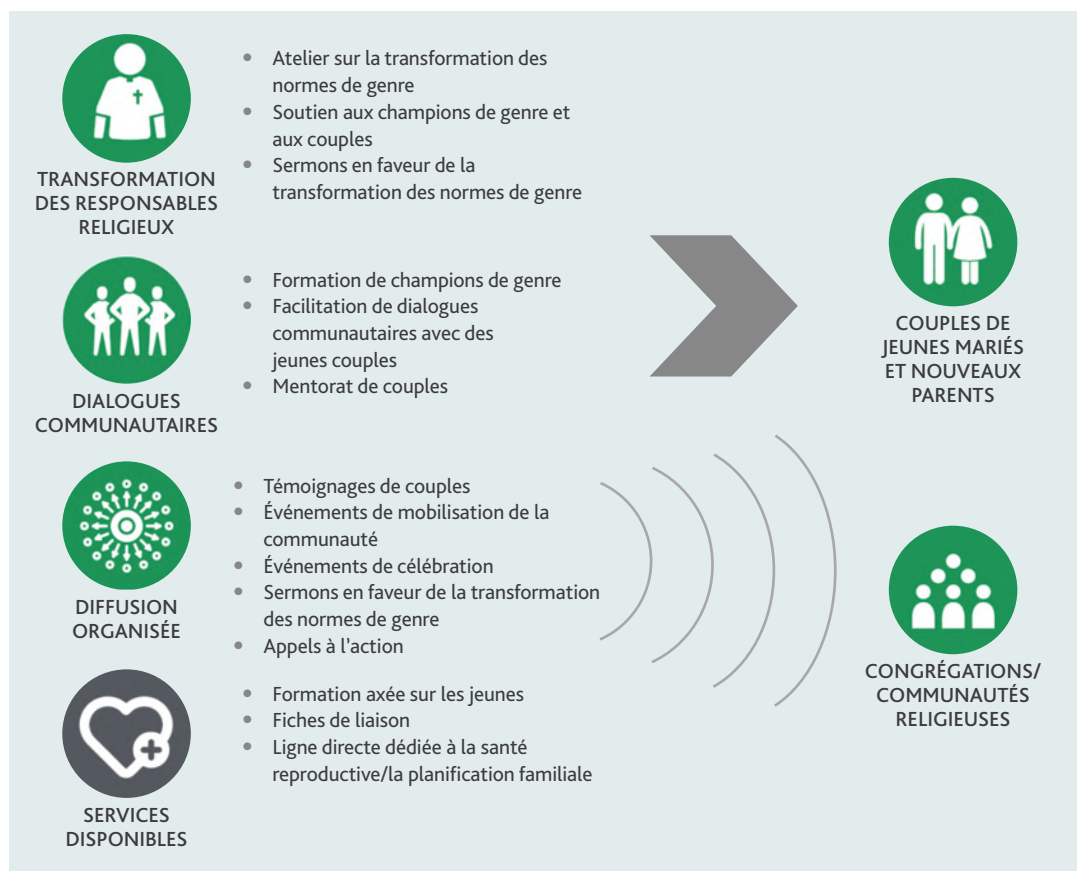 TRANSFORMATION
DES RESPONSABLES
RELIGIEUX
• Atelier sur la transformation des
normes de genre
• Soutien aux champions de genre et
aux couples
• Sermons en faveur de la
transformation des normes de genre
DIALOGUES
COMMUNAUTAIRES
• Formation de champions de genre
• Facilitation de dialogues
communautaires avec des
jeunes couples
• Mentorat de couples
DIFFUSION
ORGANISÉE
• Témoignages de couples
• Événements de mobilisation de la
communauté
• Événements de célébration
• Sermons en faveur de la transformation
des normes de genre
• Appels à l'action
SERVICES
DISPONIBLES
• Formation axée sur les jeunes
• Fiches de liaison
• Ligne directe dédiée à la santé
reproductive/la planification familiale
COUPLES DE
JEUNES MARIÉS
ET NOUVEAUX
PARENTS
CONGRÉGATIONS/
COMMUNAUTÉS
RELIGIEUSES